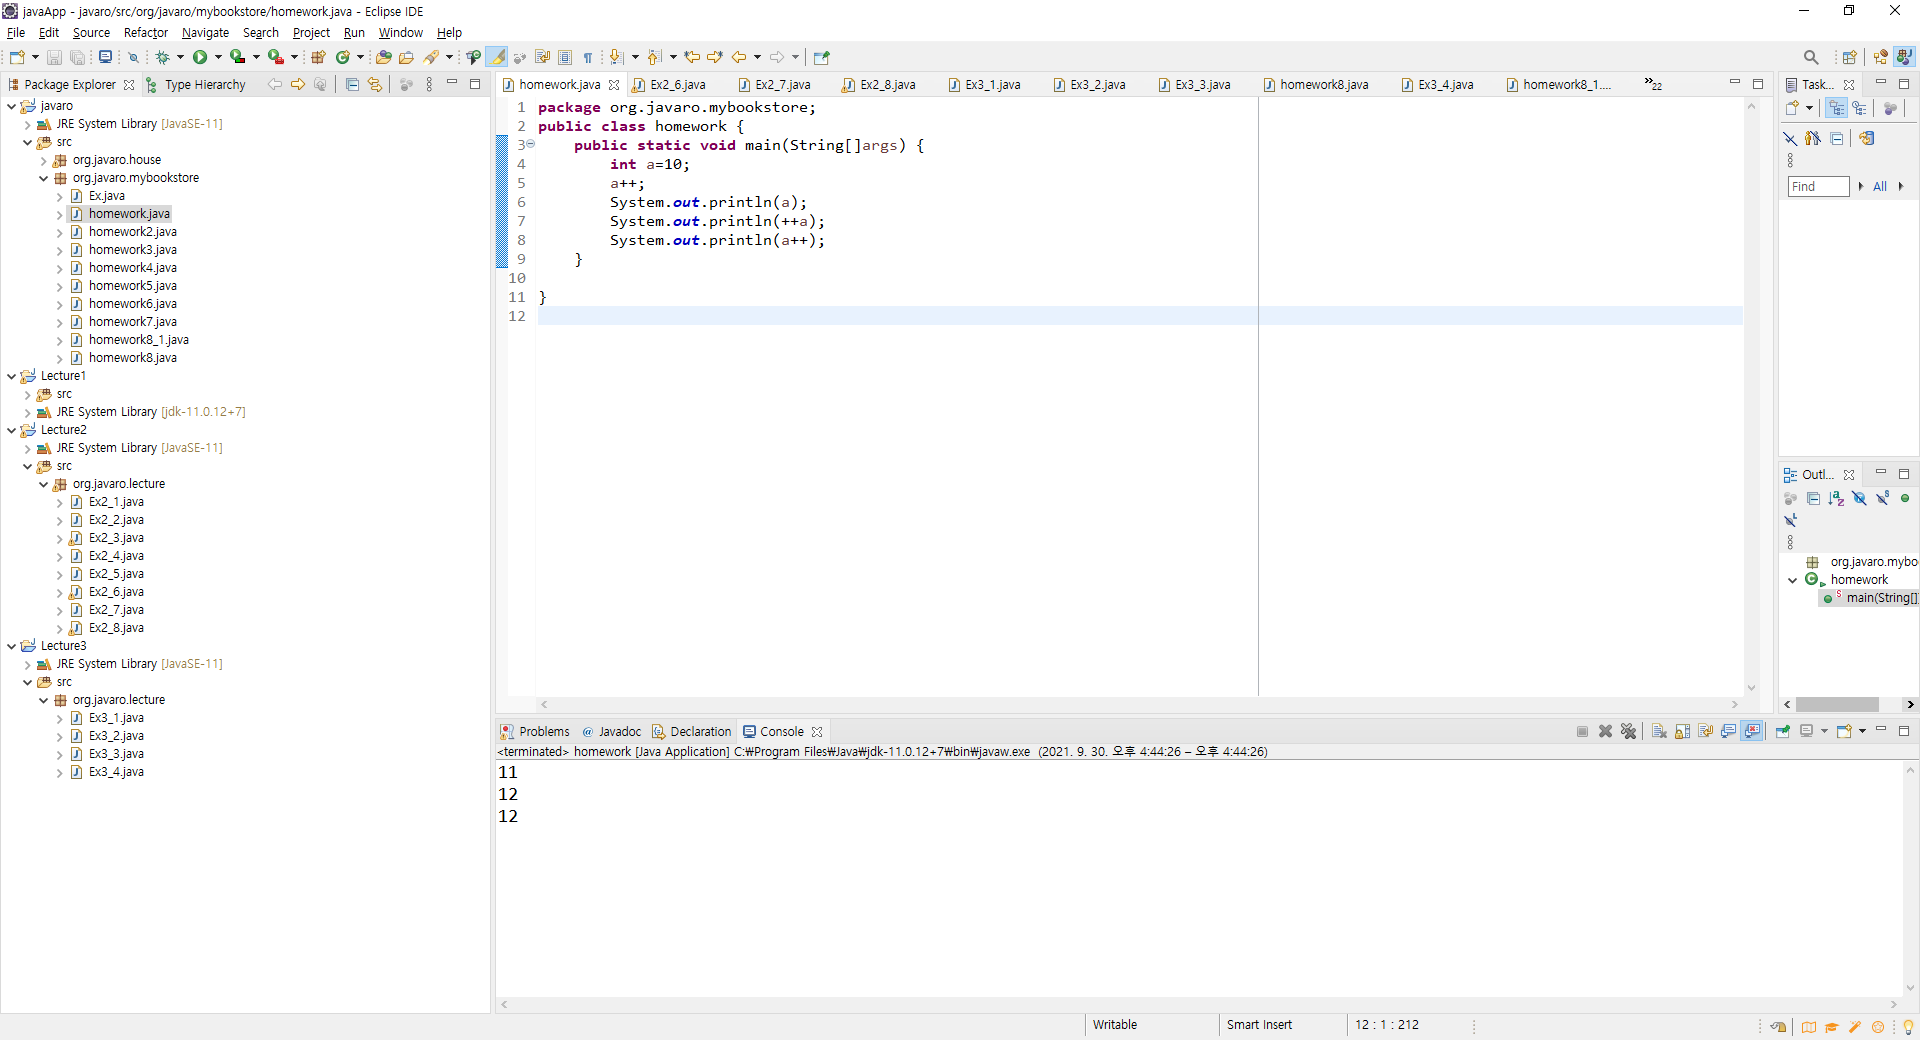 javaApp - javaro/src/org/javaro/mybookstore/homework.java - Eclipse IDE
File Edit Source Refactor Navigate Search Project Run Window Help
Package Explorer Type Hierarchy
javaro
JRE System Library [JavaSE-11]
src
org.javaro.house
org.javaro.mybookstore
Ex.java
homework.java
homework2.java
homework3.java
homework4.java
homework5.java
homework6.java
homework7.java
homework8_1.java
homework8.java
Lecture1
src
JRE System Library [jdk-11.0.12+7]
Lecture2
JRE System Library [JavaSE-11]
src
org.javaro.lecture
Ex2_1.java
Ex2_2.java
Ex2_3.java
Ex2_4.java
Ex2_5.java
Ex2_6.java
Ex2_7.java
Ex2_8.java
Lecture3
JRE System Library [JavaSE-11]
src
org.javaro.lecture
Ex3_1.java
Ex3_2.java
Ex3_3.java
Ex3_4.java
homework.java Ex2_6.java Ex2_7.java Ex2_8.java Ex3_1.java Ex3_2.java Ex3_3.java homework8.java Ex3_4.java homework8_1.... »22
1 package org.javaro.mybookstore;
2 public class homework {
3 public static void main(String[]args) {
4 int a=10;
5 a++;
6 System.out.println(a);
7 System.out.println(++a);
8 System.out.println(a++);
9 }
10
11 }
12
Task...
Find All
Outl...
org.javaro.mybo
homework
main(String[]
Problems @ Javadoc Declaration Console
<terminated> homework [Java Application] C:₩Program Files₩Java₩jdk-11.0.12+7₩bin₩javaw.exe (2021. 9. 30. 오후 4:44:26 – 오후 4:44:26)
11
12
12
Writable Smart Insert 12 : 1 : 212